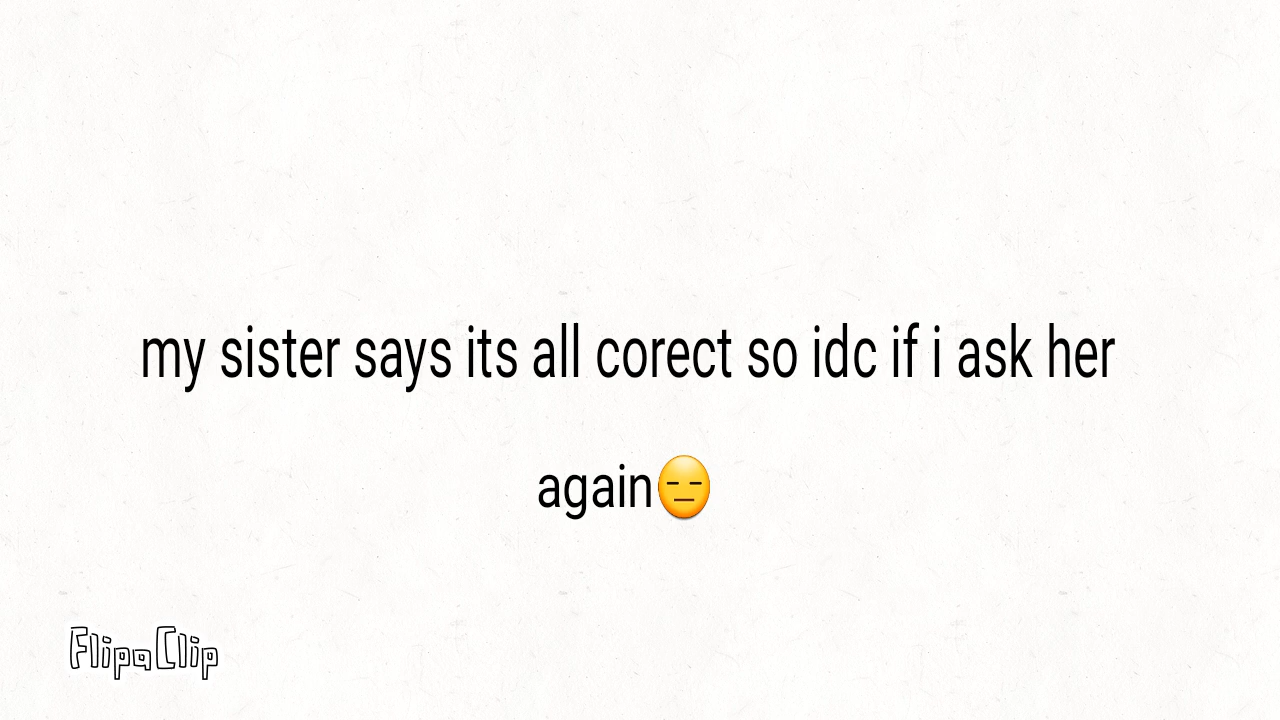 my sister says its all corect so idc if i ask her
again😑
FlipaClip